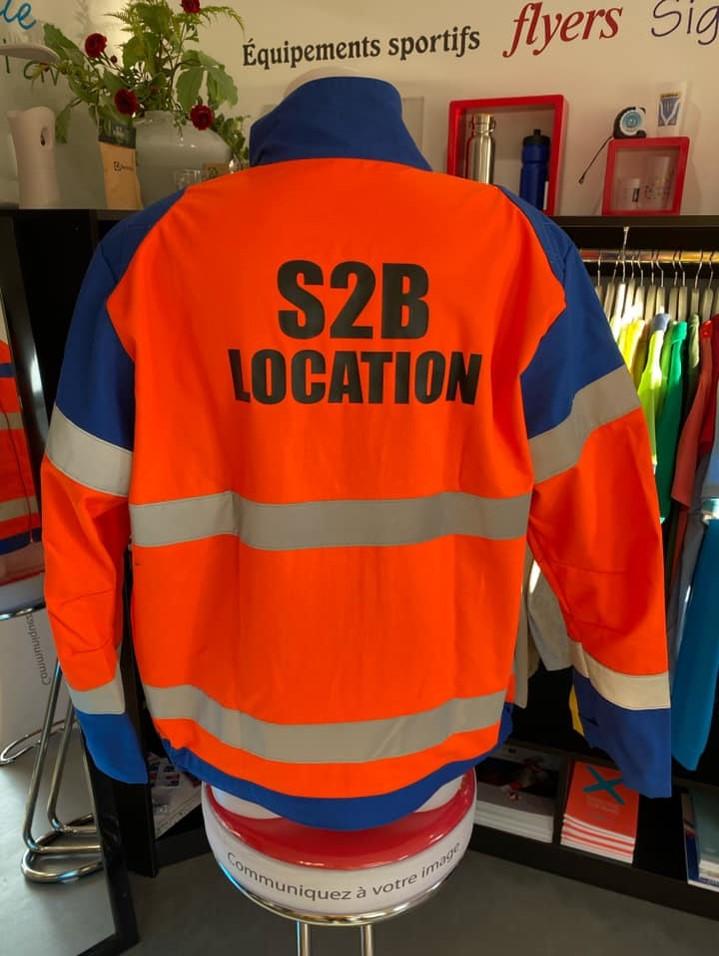 Équipements sportifs
flyers
S2B
LOCATION
Communiquez à votre image